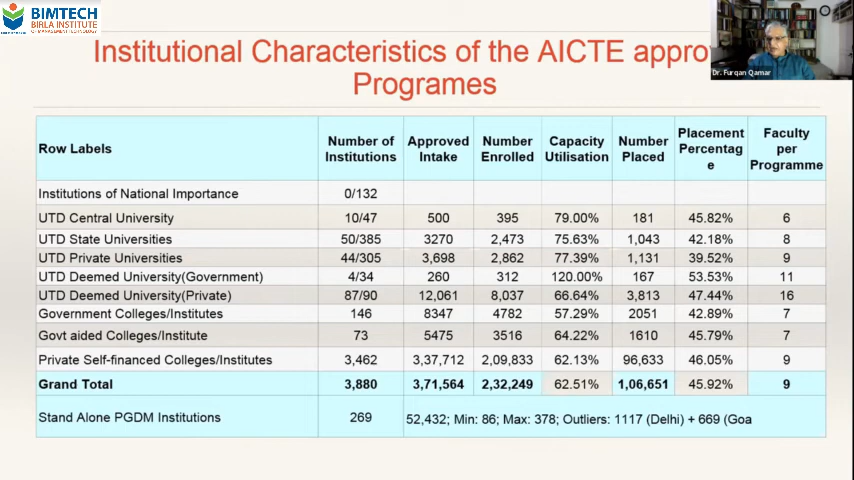 BIMTECH
BIRLA INSTITUTE
OF MANAGEMENT TECHNOLOGY
Dr. Furqan Qamar
Institutional Characteristics of the AICTE appro
Programes
Row Labels Number of Institutions Approved Intake Number Enrolled Capacity Utilisation Number Placed Placement Percentag e Faculty per Programme
Institutions of National Importance 0/132
UTD Central University 10/47 500 395 79.00% 181 45.82% 6
UTD State Universities 50/385 3270 2,473 75.63% 1,043 42.18% 8
UTD Private Universities 44/305 3,698 2,862 77.39% 1,131 39.52% 9
UTD Deemed University(Government) 4/34 260 312 120.00% 167 53.53% 11
UTD Deemed University(Private) 87/90 12,061 8,037 66.64% 3,813 47.44% 16
Government Colleges/Institutes 146 8347 4782 57.29% 2051 42.89% 7
Govt aided Colleges/Institute 73 5475 3516 64.22% 1610 45.79% 7
Private Self-financed Colleges/Institutes 3,462 3,37,712 2,09,833 62.13% 96,633 46.05% 9
Grand Total 3,880 3,71,564 2,32,249 62.51% 1,06,651 45.92% 9
Stand Alone PGDM Institutions 269 52,432; Min: 86; Max: 378; Outliers: 1117 (Delhi) + 669 (Goa